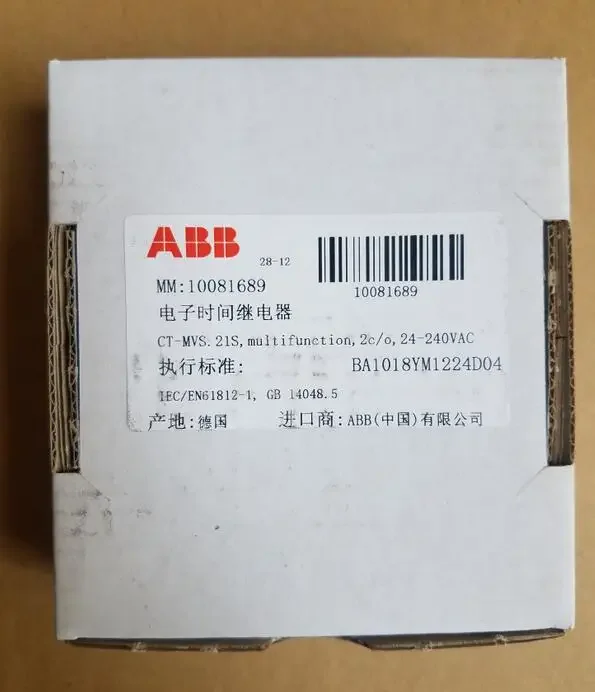 ABB
28-12
10081689
MM:10081689
电子时间继电器
CT-MVS.21S,multifunction,2c/o,24-240VAC
执行标准: BA1018YM1224D04
IEC/EN61812-1, GB 14048.5
产地:德国 进口商:ABB(中国)有限公司